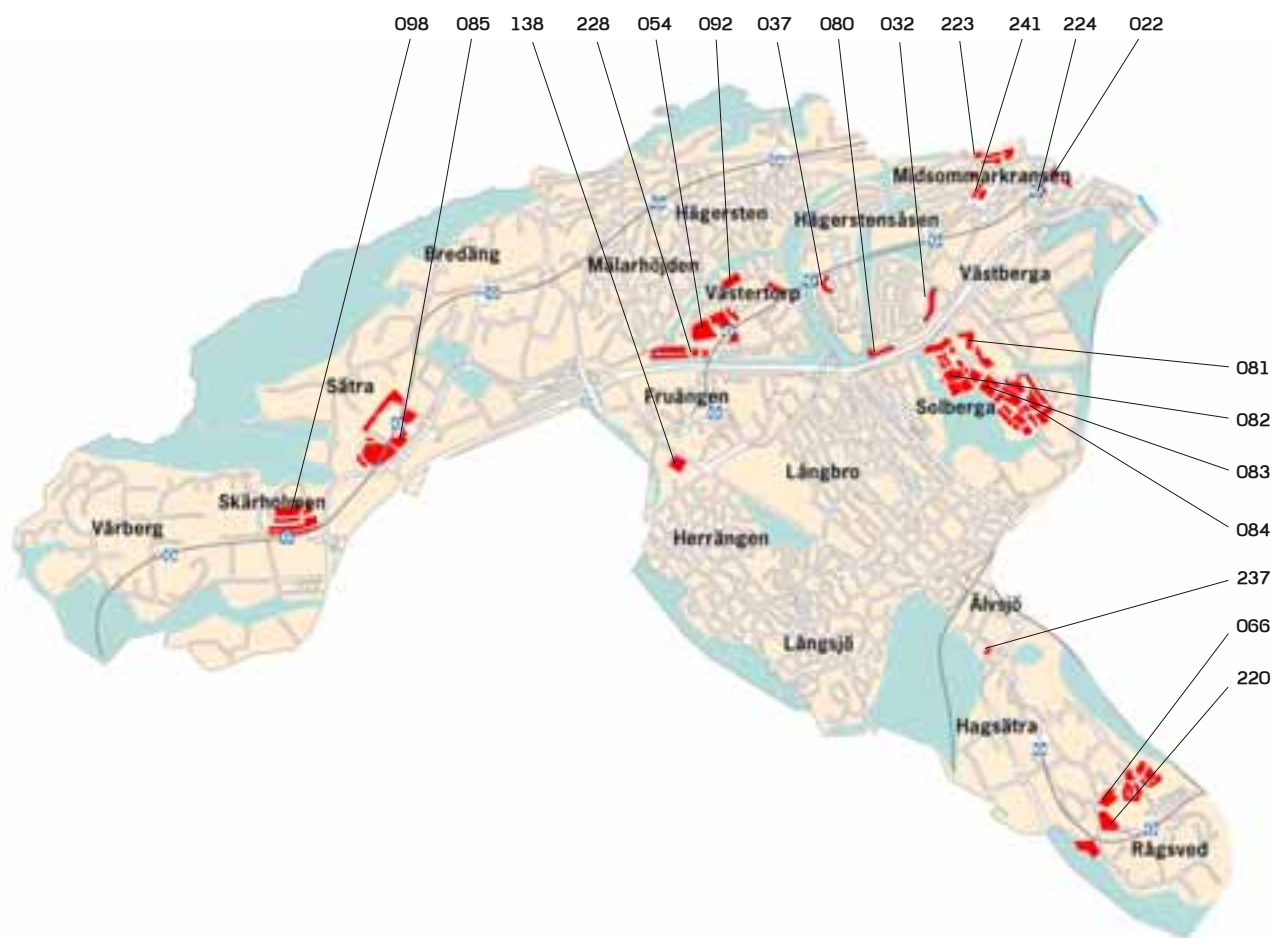 098 085 138 228 054 092 037 080 032 223 241 224 022
Midsommarkransen
Hägersten
Hägerstensåsen
Bredäng
Mälarhöjden
Västberga
Västertorp
081
Sätra
Fruängen
Solberga
082
Långbro
083
Skärholmen
Vårberg
084
Herrängen
237
Älvsjö
066
Långsjö
220
Hagsätra
Rågsved